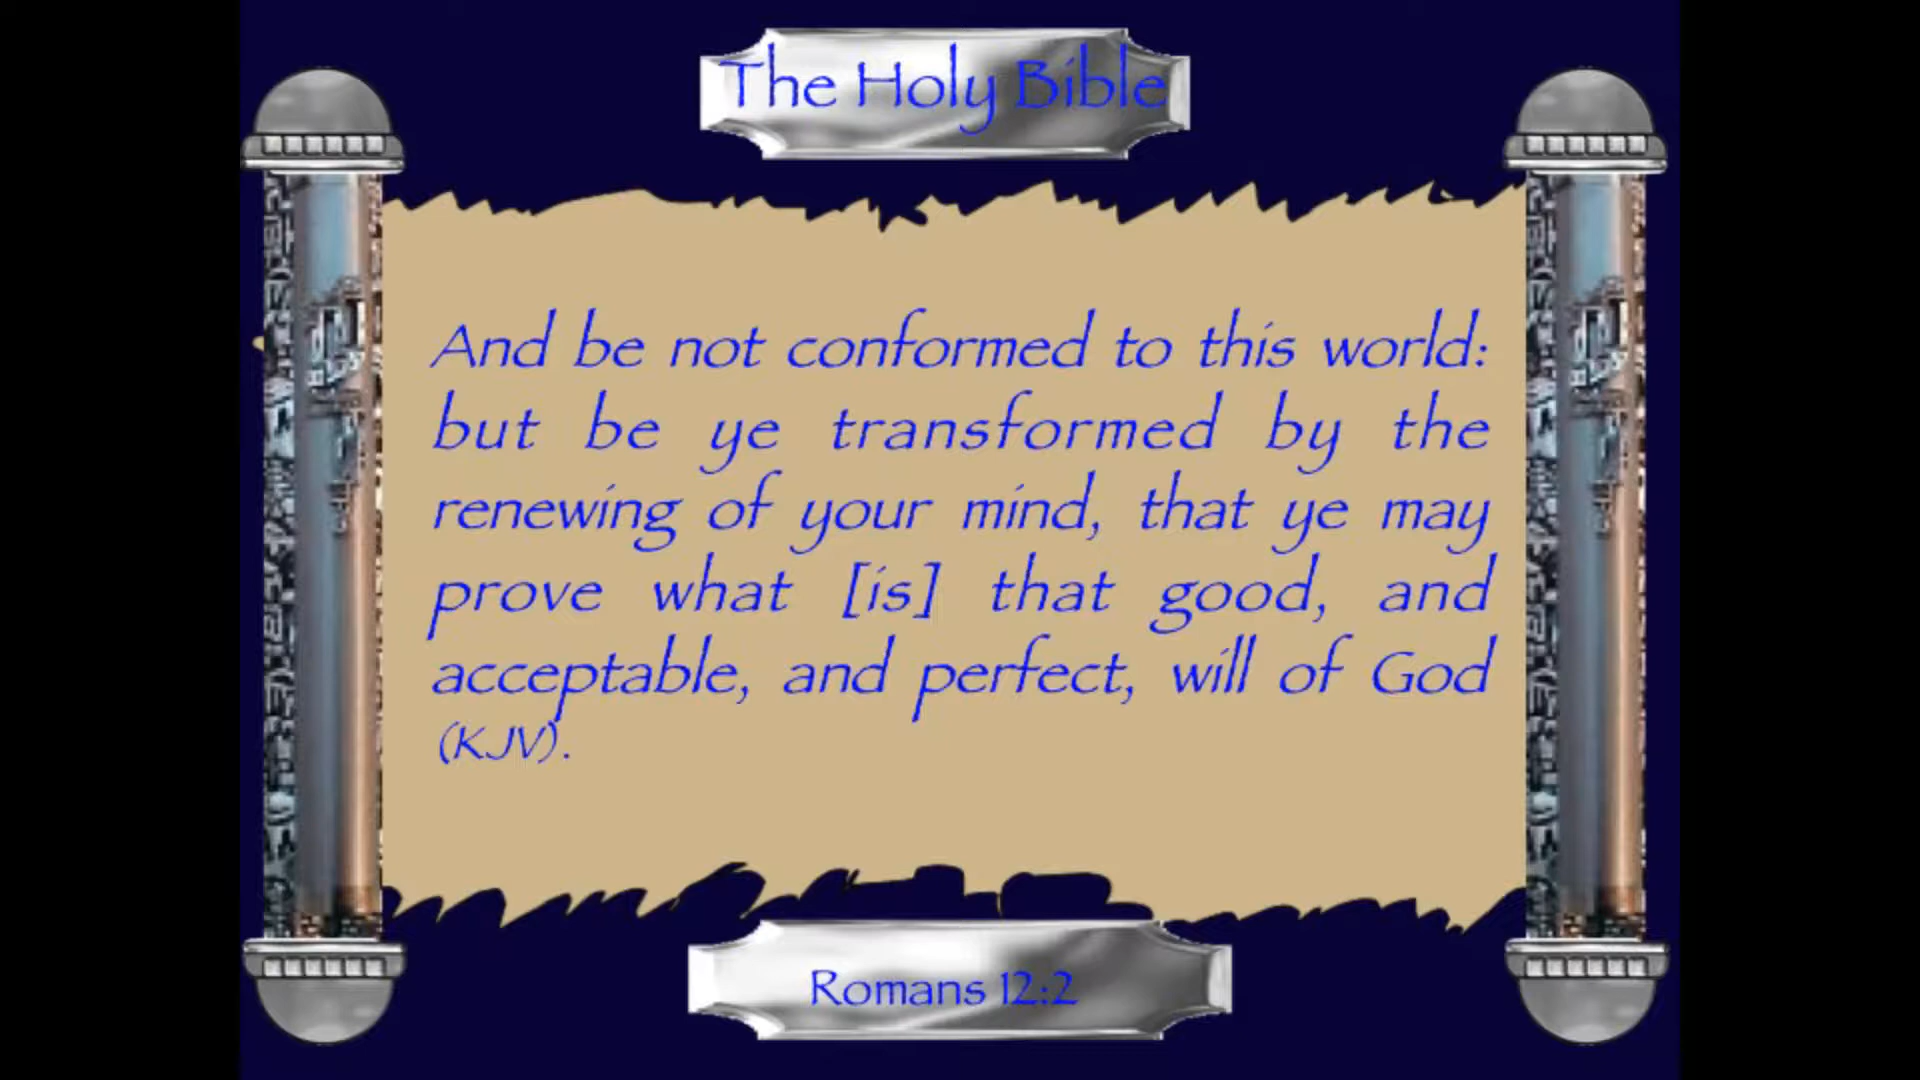 The Holy Bible
And be not conformed to this world:
but be ye transformed by the
renewing of your mind, that ye may
prove what [is] that good, and
acceptable, and perfect, will of God
(KJV).
Romans 12:2